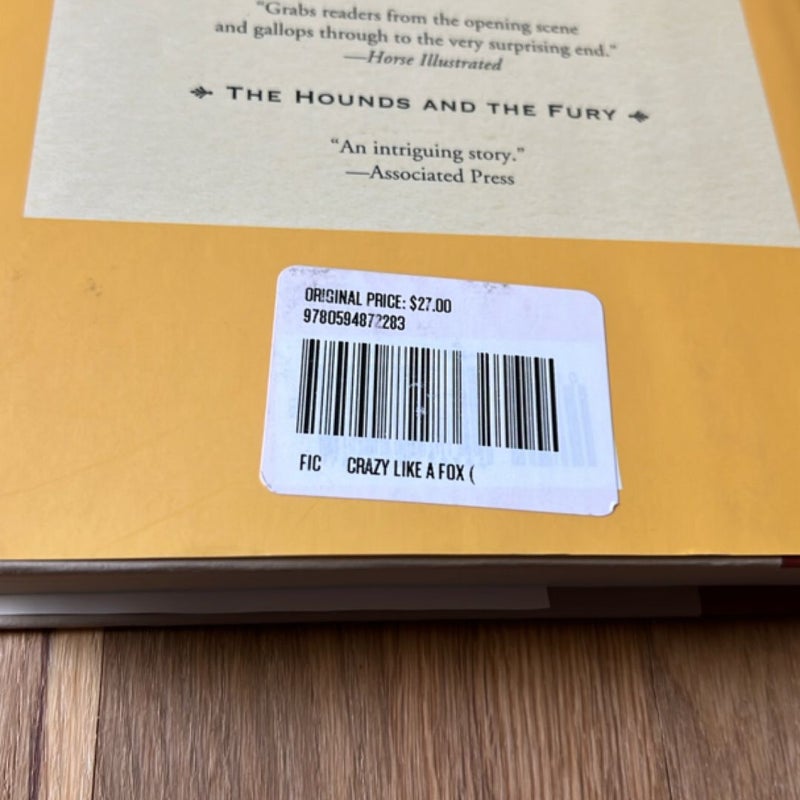 "Grabs readers from the opening scene
and gallops through to the very surprising end."
—Horse Illustrated
THE HOUNDS AND THE FURY
"An intriguing story."
—Associated Press
ORIGINAL PRICE: $27.00
9780594872283
FIC CRAZY LIKE A FOX (